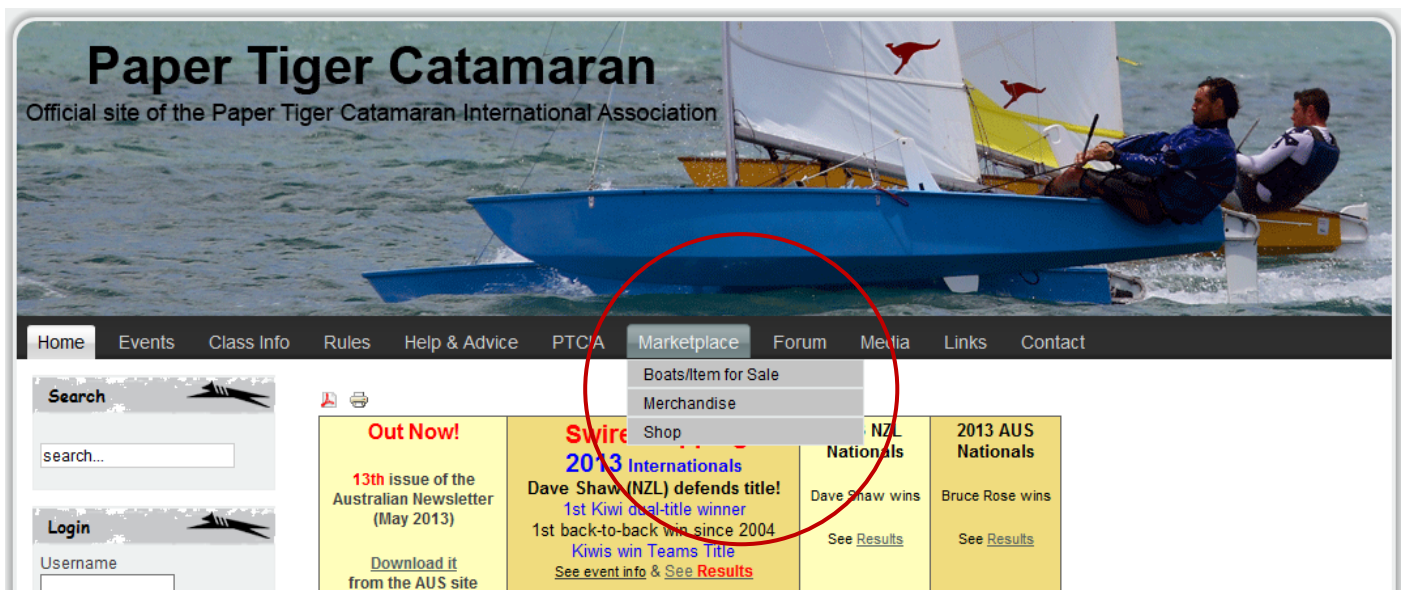 Paper Tiger Catamaran
Official site of the Paper Tiger Catamaran International Association
Home Events Class Info Rules Help & Advice PTCIA Marketplace Forum Media Links Contact
Boats/Item for Sale
Merchandise
Shop
Search
search...
Login
Username
Out Now!
13th issue of the
Australian Newsletter
(May 2013)
Download it
from the AUS site
Swire
2013 Internationals
Dave Shaw (NZL) defends title!
1st Kiwi dual-title winner
1st back-to-back win since 2004
Kiwis win Teams Title
See event info & See Results
NZL
Nationals
Dave Shaw wins
See Results
2013 AUS
Nationals
Bruce Rose wins
See Results